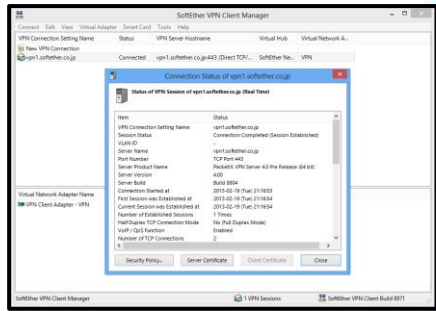 SoftEther VPN Client Manager
Connect Edit View Virtual Adapter Smart Card Tools Help
VPN Connection Setting Name Status VPN Server Hostname Virtual Hub Virtual Network A...
New VPN Connection
vpn1.softether.co.jp Connected vpn1.softether.co.jp:443 (Direct TCP/... SoftEther Ne... VPN
Connection Status of vpn1.softether.co.jp
Status of VPN Session of vpn1.softether.co.jp (Real Time)
Item Status
VPN Connection Setting Name vpn1.softether.co.jp
Session Status Connection Completed (Session Established)
VLAN ID -
Server Name vpn1.softether.co.jp
Port Number TCP Port 443
Server Product Name PacketiX VPN Server 4.0 Pre Release (64 bit)
Server Version 4.00
Server Build Build 8804
Connection Started at 2013-02-19 (Tue) 21:16:53
First Session was Established at 2013-02-19 (Tue) 21:16:54
Current Session was Established at 2013-02-19 (Tue) 21:16:54
Number of Established Sessions 1 Times
Half Duplex TCP Connection Mode No (Full Duplex Mode)
VoIP / QoS Function Enabled
Number of TCP Connections 2
Virtual Network Adapter Name
VPN Client Adapter - VPN
Security Policy... Server Certificate Client Certificate Close
SoftEther VPN Client Manager 1 VPN Sessions SoftEther VPN Client Build 8971